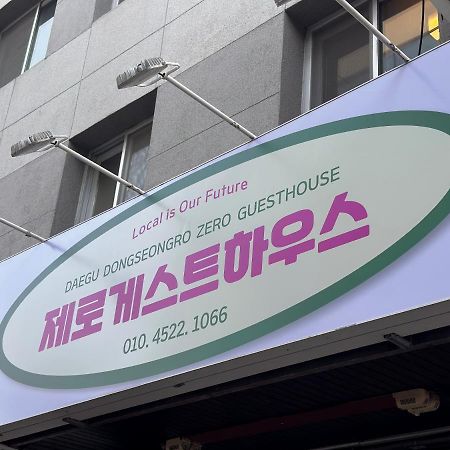 Local is Our Future
DAEGU DONGSEONGRO ZERO GUESTHOUSE
제로게스트하우스
010. 4522. 1066